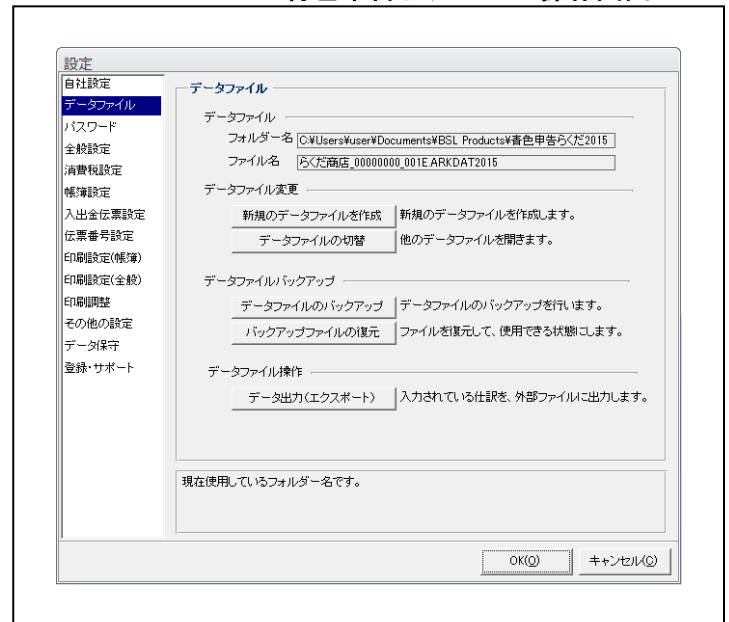 設定
自社設定
データファイル
パスワード
全般設定
消費税設定
帳簿設定
入出金伝票設定
伝票番号設定
印刷設定(帳簿)
印刷設定(全般)
印刷調整
その他の設定
データ保守
登録・サポート
データファイル
データファイル
フォルダー名 C:¥Users¥user¥Documents¥BSL Products¥青色申告らくだ2015
ファイル名 らくだ商店_00000000_001E.ARKDAT2015
データファイル変更
新規のデータファイルを作成 新規のデータファイルを作成します。
データファイルの切替 他のデータファイルを開きます。
データファイルバックアップ
データファイルのバックアップ データファイルのバックアップを行います。
バックアップファイルの復元 ファイルを復元して、使用できる状態にします。
データファイル操作
データ出力(エクスポート) 入力されている仕訳を、外部ファイルに出力します。
現在使用しているフォルダー名です。
OK(O) キャンセル(C)